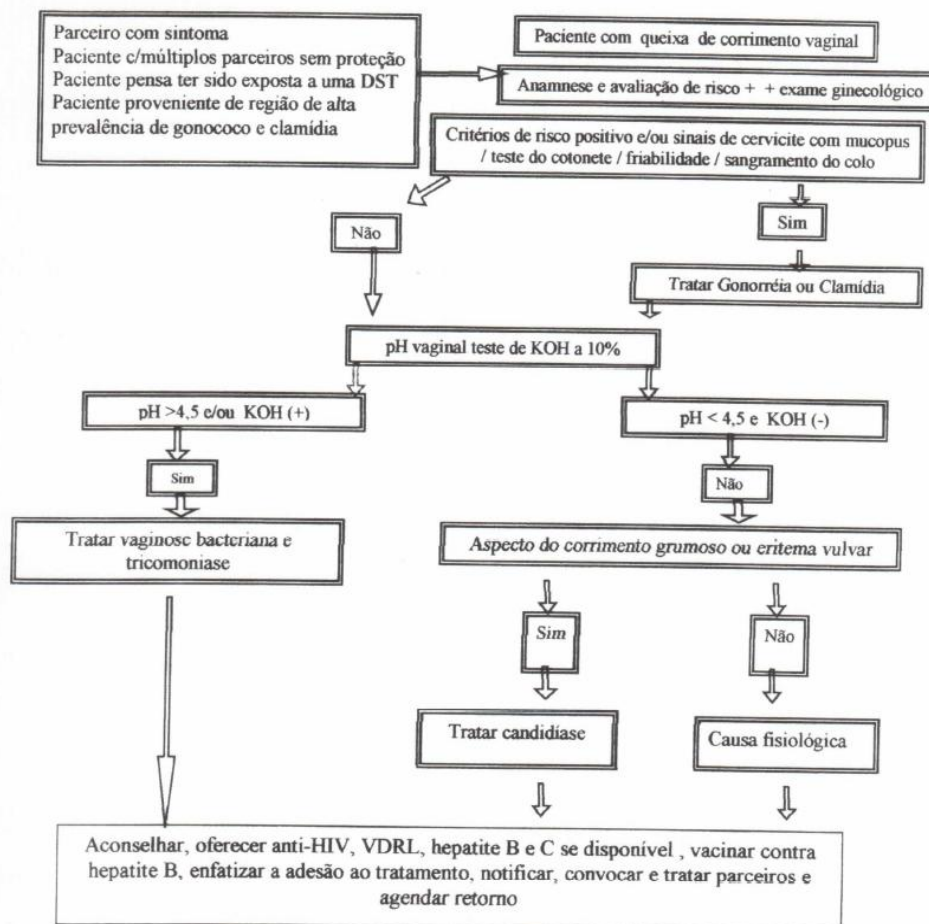 Parceiro com sintoma
Paciente c/múltiplos parceiros sem proteção
Paciente pensa ter sido exposta a uma DST
Paciente proveniente de região de alta
prevalência de gonococo e clamídia
Paciente com queixa de corrimento vaginal
Anamnese e avaliação de risco + + exame ginecológico
Critérios de risco positivo e/ou sinais de cervicite com mucopus
/ teste do cotonete / friabilidade / sangramento do colo
Não
Sim
Tratar Gonorréia ou Clamídia
pH vaginal teste de KOH a 10%
pH >4,5 e/ou KOH (+)
pH < 4,5 e KOH (-)
Sim
Não
Tratar vaginose bacteriana e
tricomoniase
Aspecto do corrimento grumoso ou eritema vulvar
Sim
Não
Tratar candidíase
Causa fisiológica
Aconselhar, oferecer anti-HIV, VDRL, hepatite B e C se disponível , vacinar contra
hepatite B, enfatizar a adesão ao tratamento, notificar, convocar e tratar parceiros e
agendar retorno